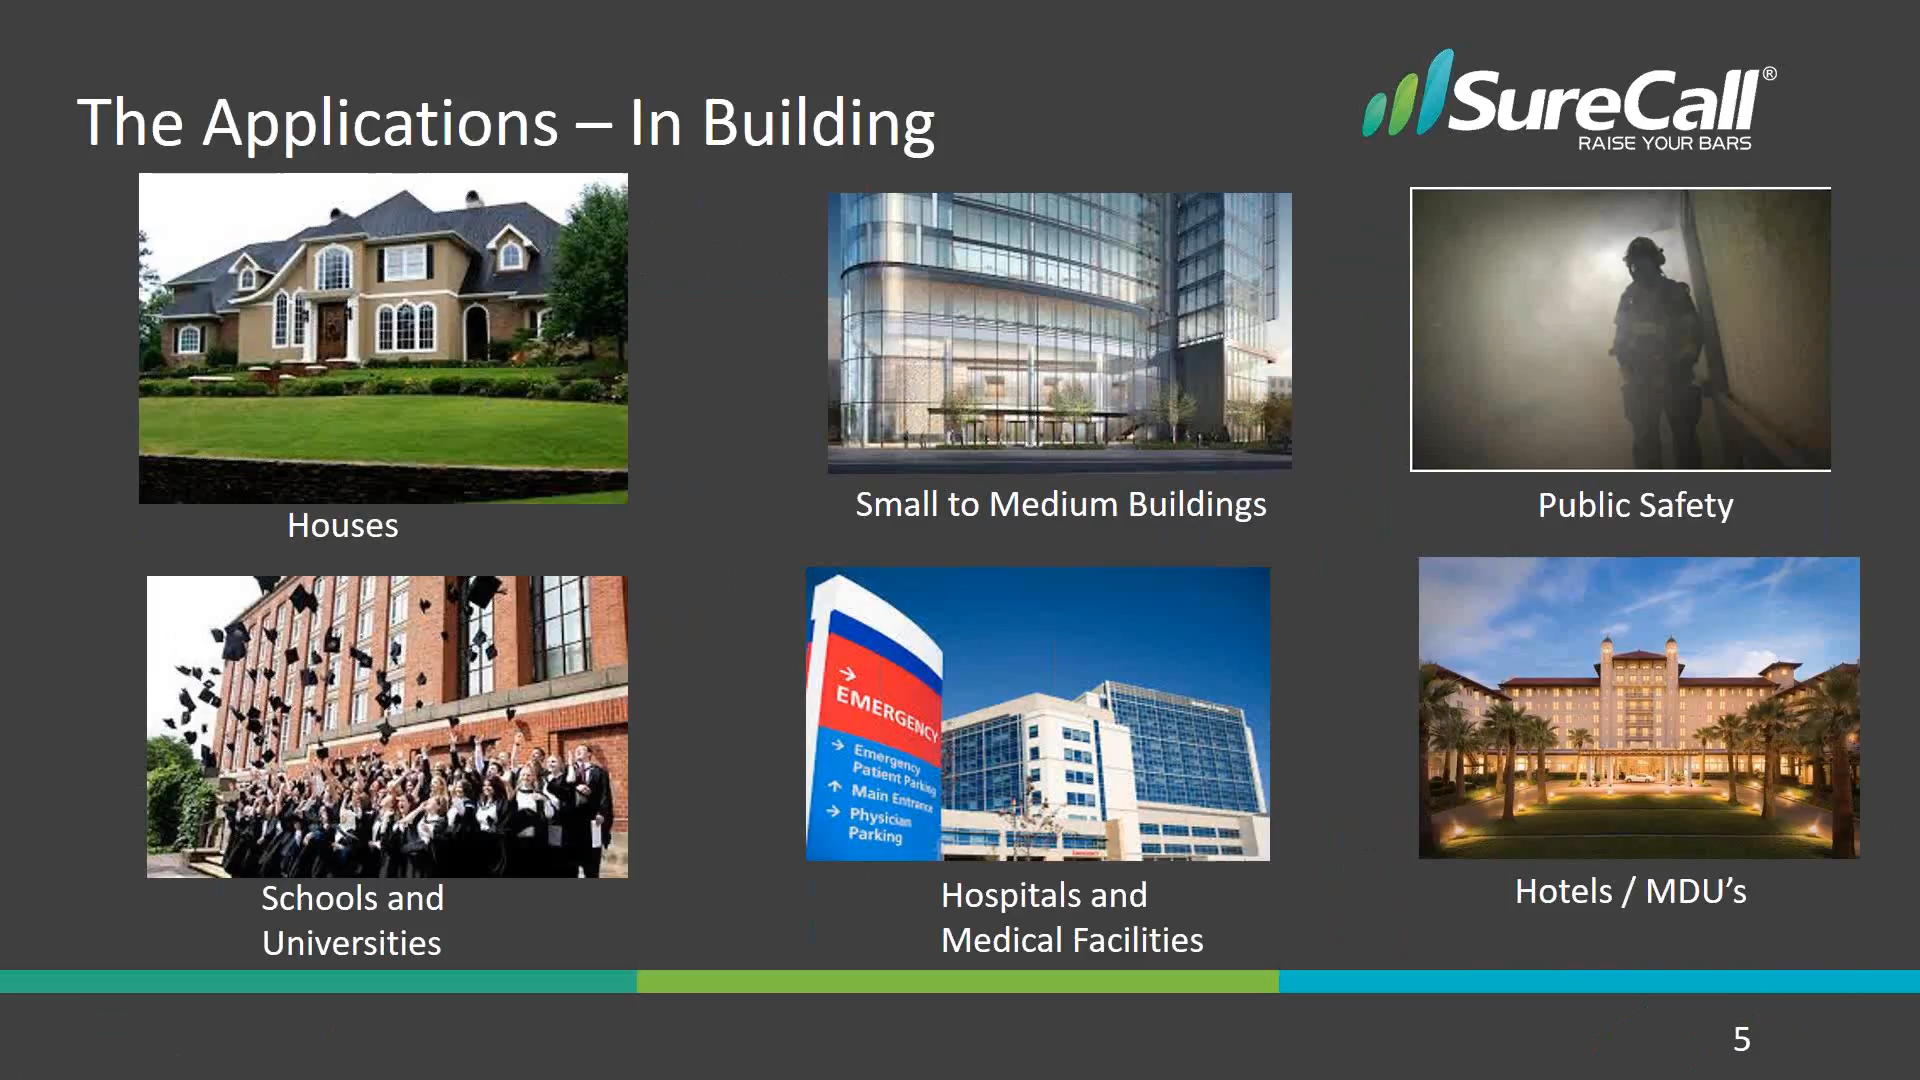 The Applications – In Building
SureCall®
RAISE YOUR BARS
Houses
Small to Medium Buildings
Public Safety
EMERGENCY
Emergency
Patient Parking
Main Entrance
Physician
Parking
Schools and
Universities
Hospitals and
Medical Facilities
Hotels / MDU’s
5